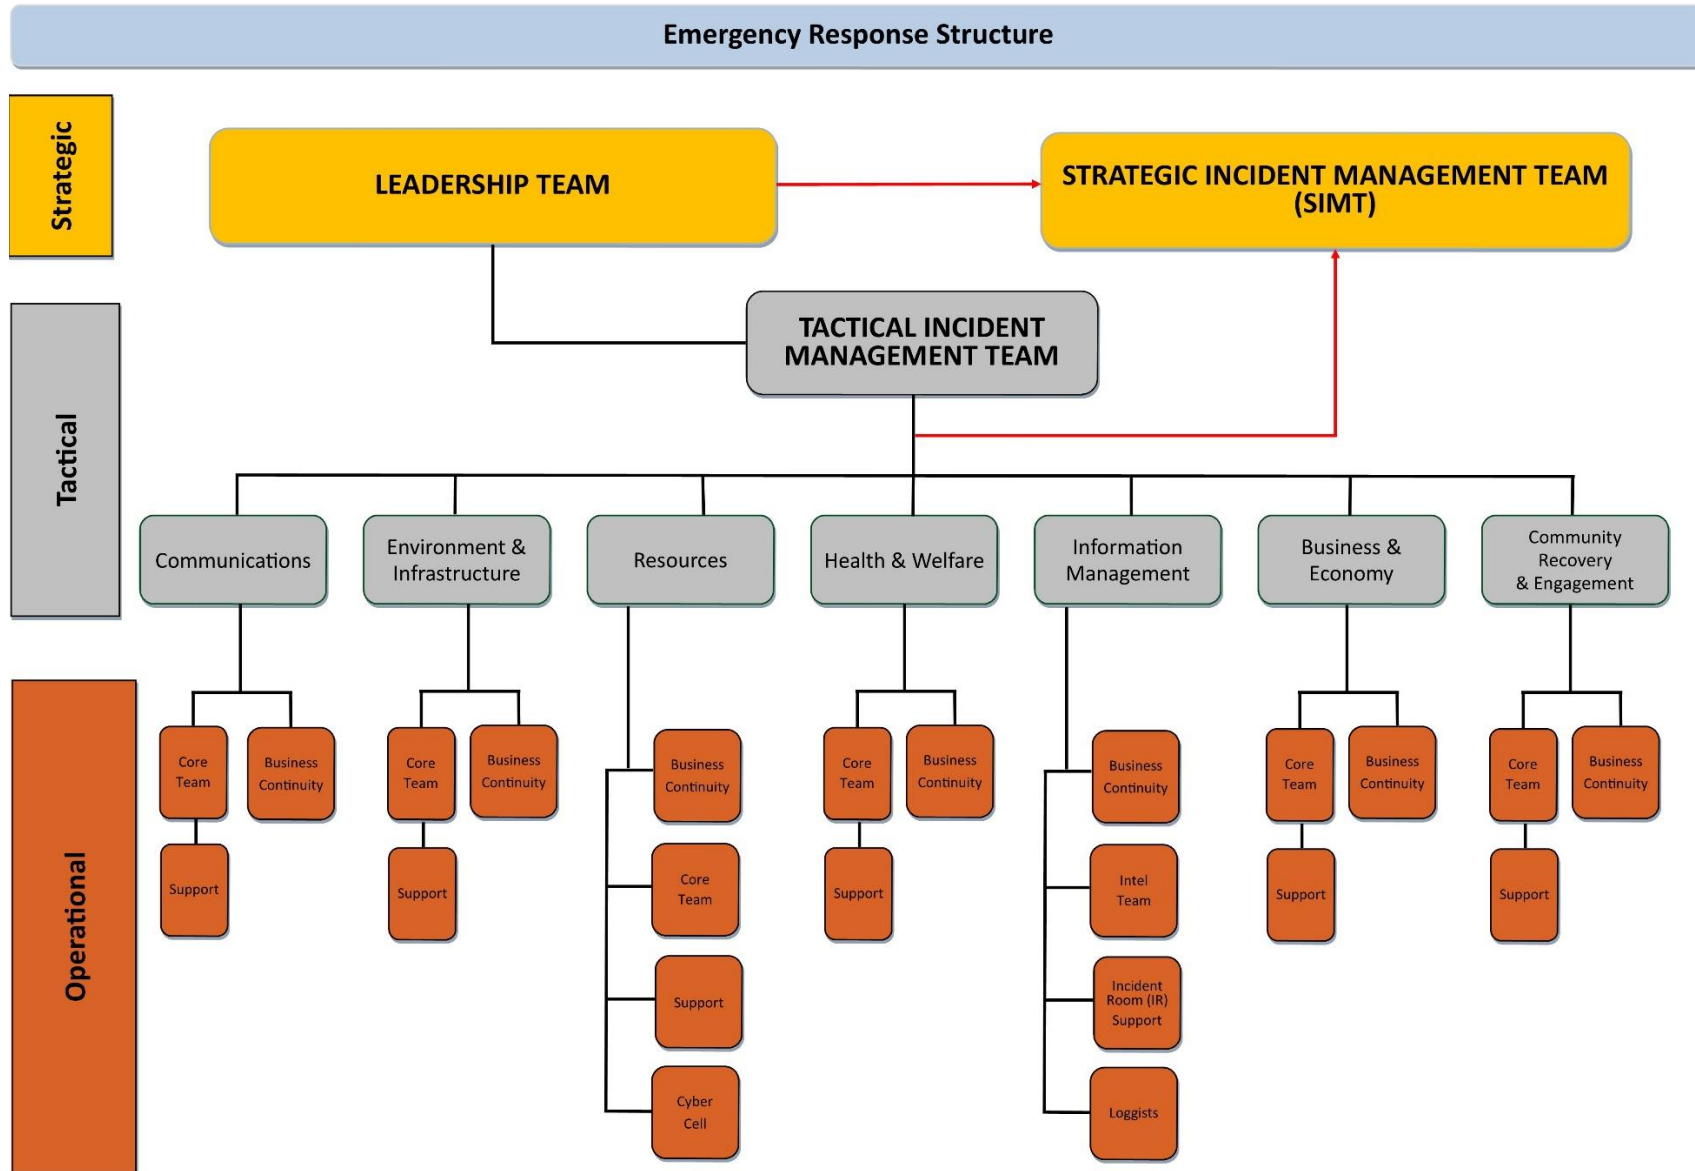 Emergency Response Structure
Strategic
LEADERSHIP TEAM
STRATEGIC INCIDENT MANAGEMENT TEAM
(SIMT)
Tactical
TACTICAL INCIDENT
MANAGEMENT TEAM
Communications
Environment &
Infrastructure
Resources
Health & Welfare
Information
Management
Business &
Economy
Community
Recovery
& Engagement
Operational
Core
Team
Business
Continuity
Support
Core
Team
Business
Continuity
Support
Business
Continuity
Core
Team
Support
Cyber
Cell
Core
Team
Business
Continuity
Support
Business
Continuity
Intel
Team
Incident
Room (IR)
Support
Loggists
Core
Team
Business
Continuity
Support
Core
Team
Business
Continuity
Support